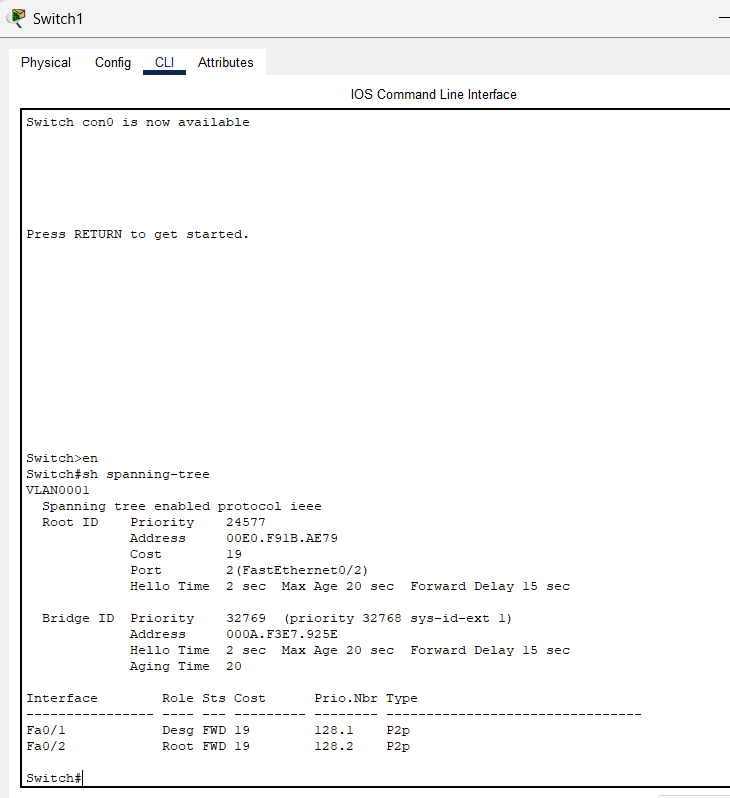 Switch1
Physical Config CLI Attributes
IOS Command Line Interface
Switch con0 is now available
Press RETURN to get started.
Switch>en
Switch#sh spanning-tree
VLAN0001
  Spanning tree enabled protocol ieee
  Root ID    Priority    24577
             Address     00E0.F91B.AE79
             Cost        19
             Port        2(FastEthernet0/2)
             Hello Time  2 sec  Max Age 20 sec  Forward Delay 15 sec
  Bridge ID  Priority    32769  (priority 32768 sys-id-ext 1)
             Address     000A.F3E7.925E
             Hello Time  2 sec  Max Age 20 sec  Forward Delay 15 sec
             Aging Time  20
Interface        Role Sts Cost      Prio.Nbr Type
---------------- ---- --- --------- -------- --------------------------------
Fa0/1            Desg FWD 19        128.1    P2p
Fa0/2            Root FWD 19        128.2    P2p
Switch#